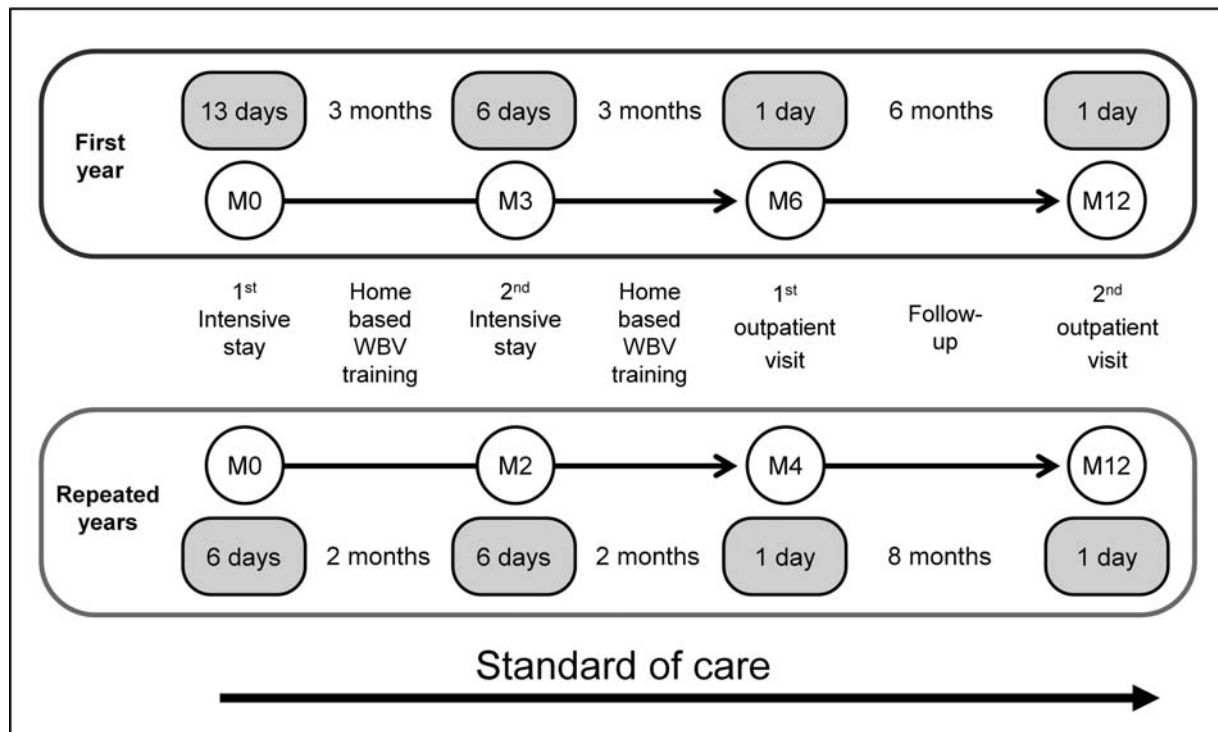 13 days 3 months 6 days 3 months 1 day 6 months 1 day
First
year
M0 M3 M6 M12
1st
Intensive
stay
Home
based
WBV
training
2nd
Intensive
stay
Home
based
WBV
training
1st
outpatient
visit
Follow-
up
2nd
outpatient
visit
M0 M2 M4 M12
Repeated
years
6 days 2 months 6 days 2 months 1 day 8 months 1 day
Standard of care